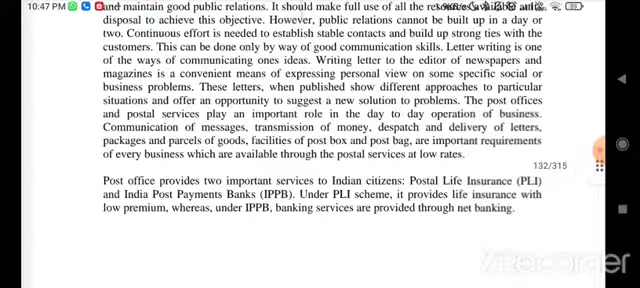 10:47 PM
and maintain good public relations. It should make full use of all the resources available at its
disposal to achieve this objective. However, public relations cannot be built up in a day or
two. Continuous effort is needed to establish stable contacts and build up strong ties with the
customers. This can be done only by way of good communication skills. Letter writing is one
of the ways of communicating ones ideas. Writing letter to the editor of newspapers and
magazines is a convenient means of expressing personal view on some specific social or
business problems. These letters, when published show different approaches to particular
situations and offer an opportunity to suggest a new solution to problems. The post offices
and postal services play an important role in the day to day operation of business.
Communication of messages, transmission of money, despatch and delivery of letters,
packages and parcels of goods, facilities of post box and post bag, are important requirements
of every business which are available through the postal services at low rates.
132/315
Post office provides two important services to Indian citizens: Postal Life Insurance (PLI)
and India Post Payments Banks (IPPB). Under PLI scheme, it provides life insurance with
low premium, whereas, under IPPB, banking services are provided through net banking.